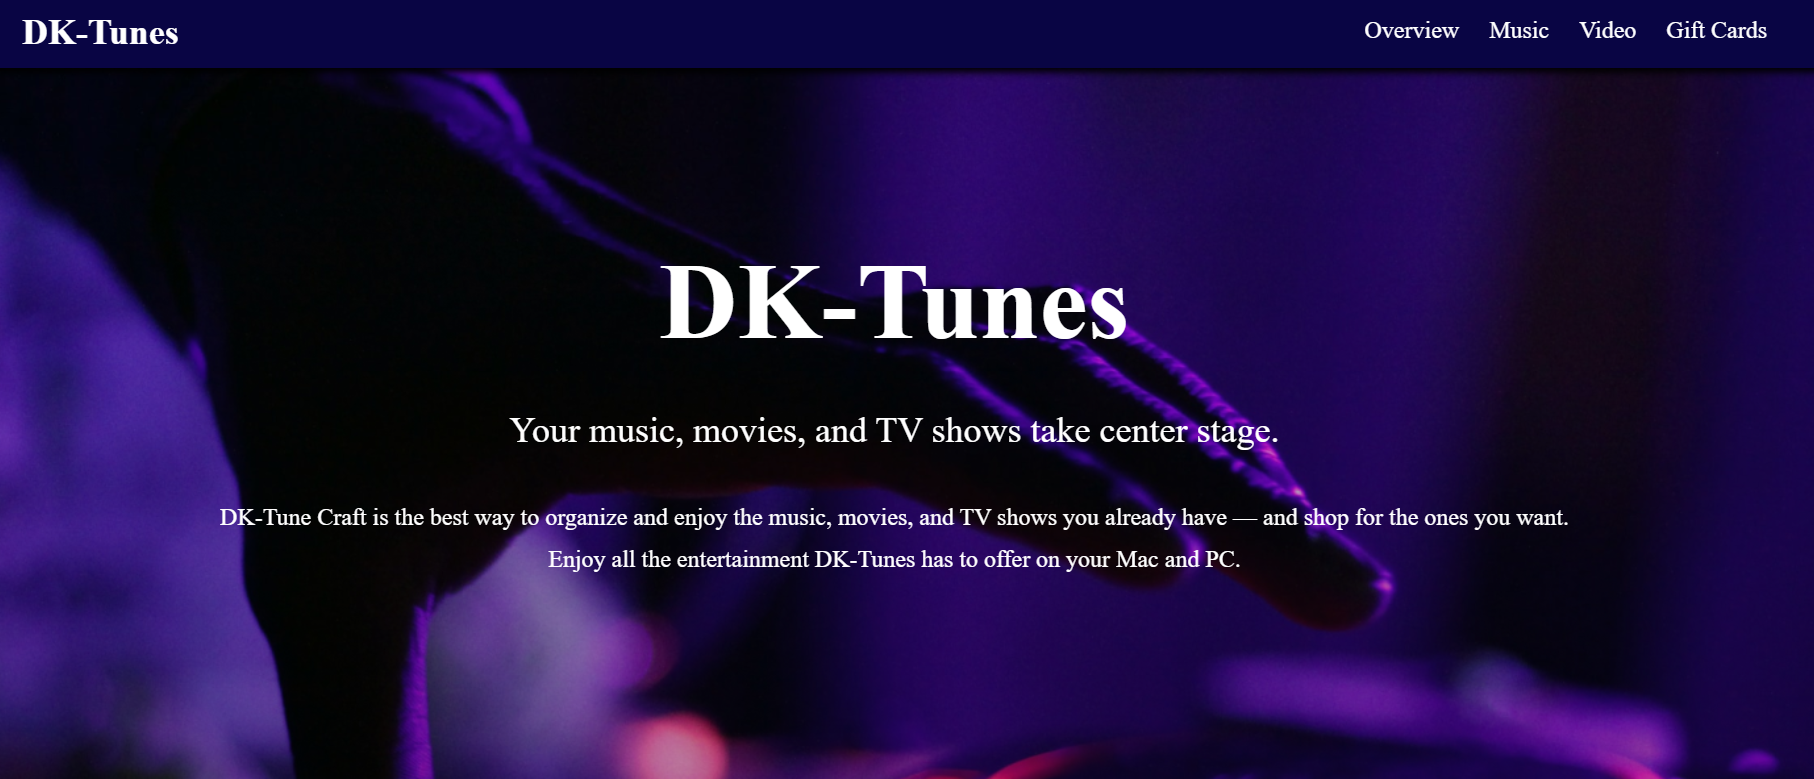 DK-Tunes
Overview Music Video Gift Cards
DK-Tunes
Your music, movies, and TV shows take center stage.
DK-Tune Craft is the best way to organize and enjoy the music, movies, and TV shows you already have — and shop for the ones you want.
Enjoy all the entertainment DK-Tunes has to offer on your Mac and PC.